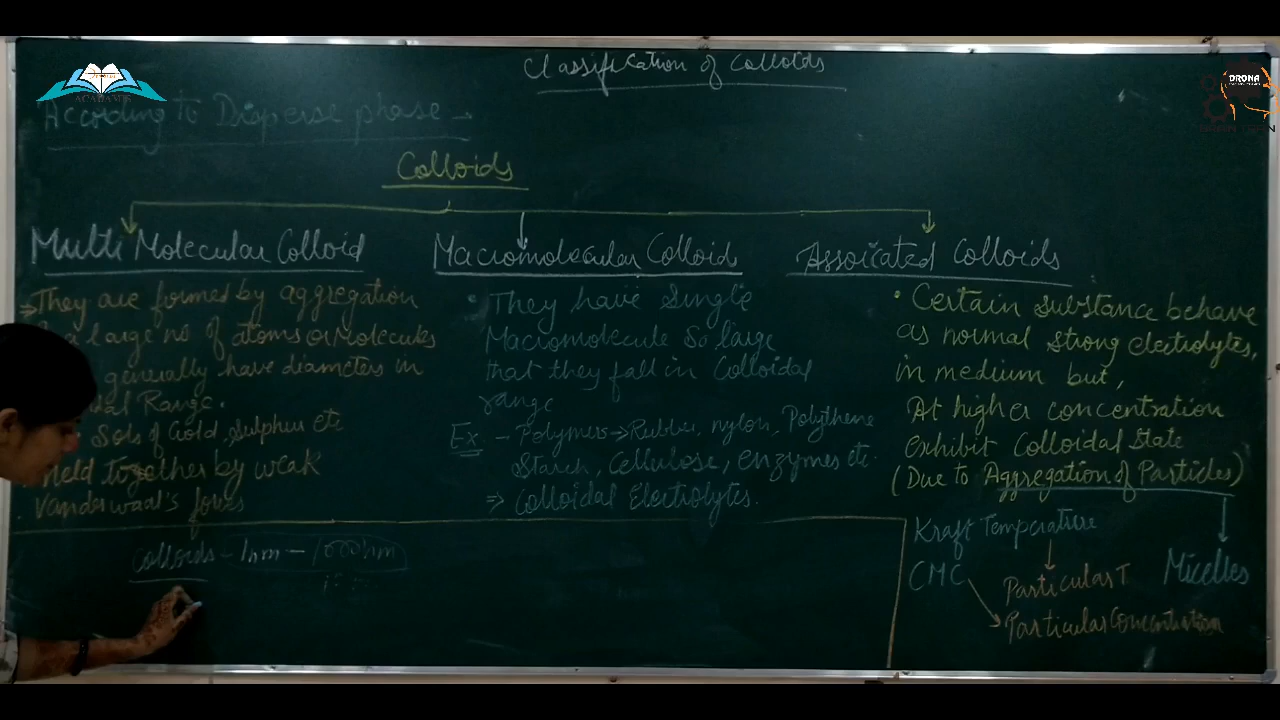 Classification of Colloids
ACADAMIS
DRONA
According to Disperse phase
Colloids
Multi Molecular Colloid
They are formed by aggregation
large no of atoms or Molecules
generally have diameters in
Range.
Sols of Gold, Sulphur etc
Held together by weak
Vanderwaal's forces
Colloids - 1nm - 1000nm
Macromolecular Colloid
They have Single
Macromolecule So large
that they fall in Colloidal
range
Ex - Polymers → Rubber, nylon, Polythene
Starch, Cellulose, enzymes etc.
⇒ Colloidal Electrolytes.
Assoicated Colloids
• Certain substance behave
as normal strong electrolytes,
in medium but,
At higher concentration
exhibit Colloidal State
(Due to Aggregation of Particles)
Micelles
Kraft Temperature
Particular T
CMC
Particular Concentration